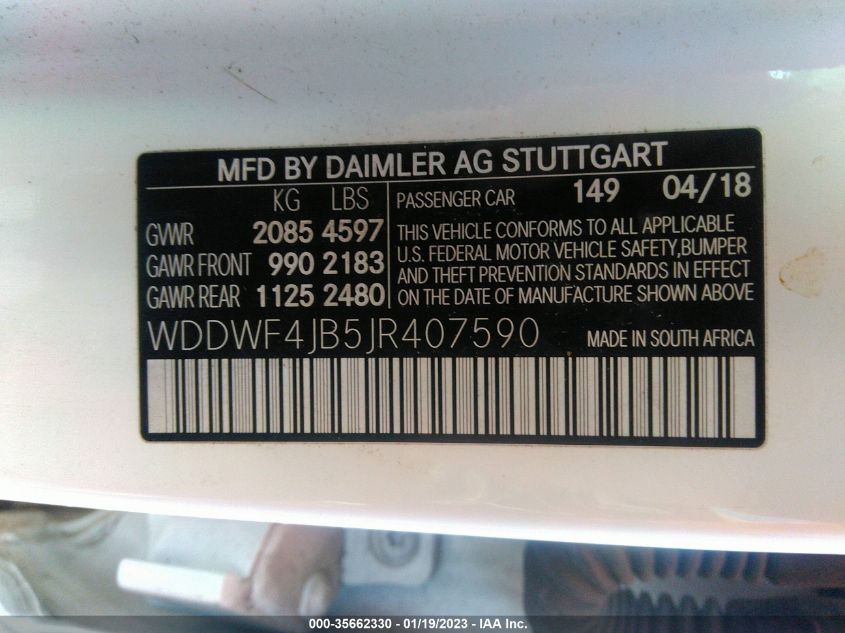 MFD BY DAIMLER AG STUTTGART
KG LBS
GVWR 2085 4597
GAWR FRONT 990 2183
GAWR REAR 1125 2480
PASSENGER CAR 149 04/18
THIS VEHICLE CONFORMS TO ALL APPLICABLE
U.S. FEDERAL MOTOR VEHICLE SAFETY,BUMPER
AND THEFT PREVENTION STANDARDS IN EFFECT
ON THE DATE OF MANUFACTURE SHOWN ABOVE
WDDWF4JB5JR407590 MADE IN SOUTH AFRICA
000-35662330 - 01/19/2023 - IAA Inc.